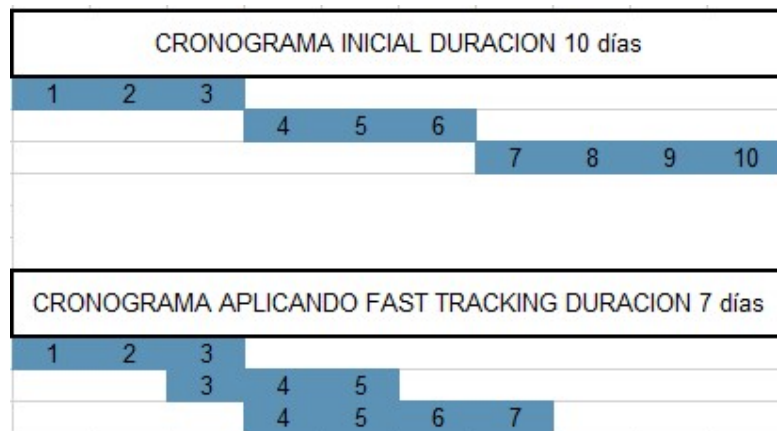 CRONOGRAMA INICIAL DURACION 10 días
1 2 3
4 5 6
7 8 9 10
CRONOGRAMA APLICANDO FAST TRACKING DURACION 7 días
1 2 3
3 4 5
4 5 6 7